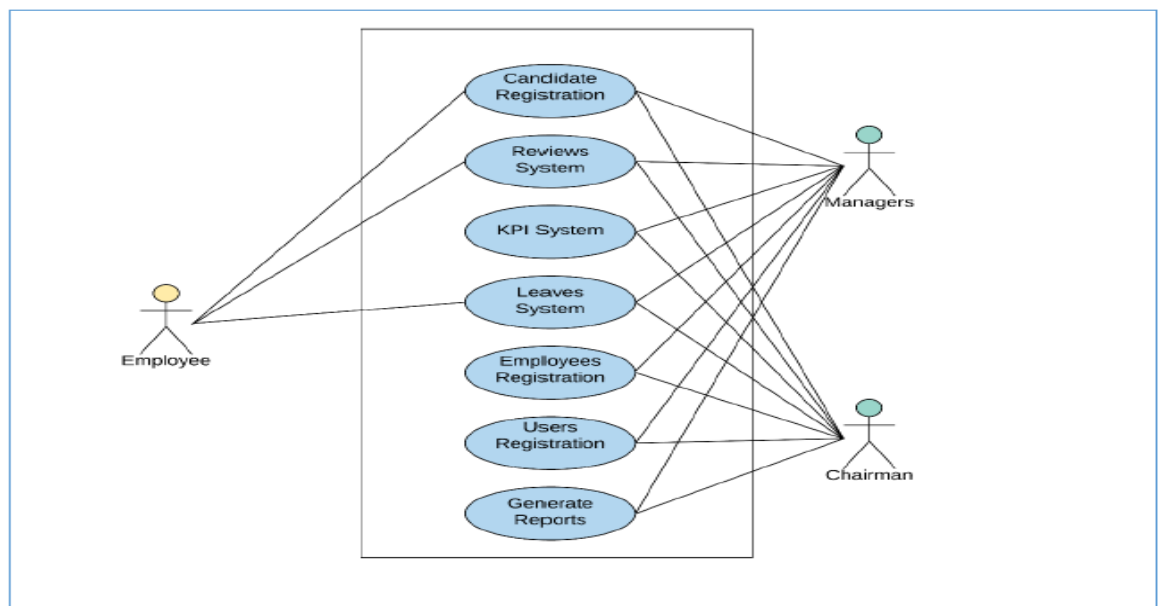 Candidate
Registration
Reviews
System
KPI System
Leaves
System
Employees
Registration
Users
Registration
Generate
Reports
Employee
Managers
Chairman